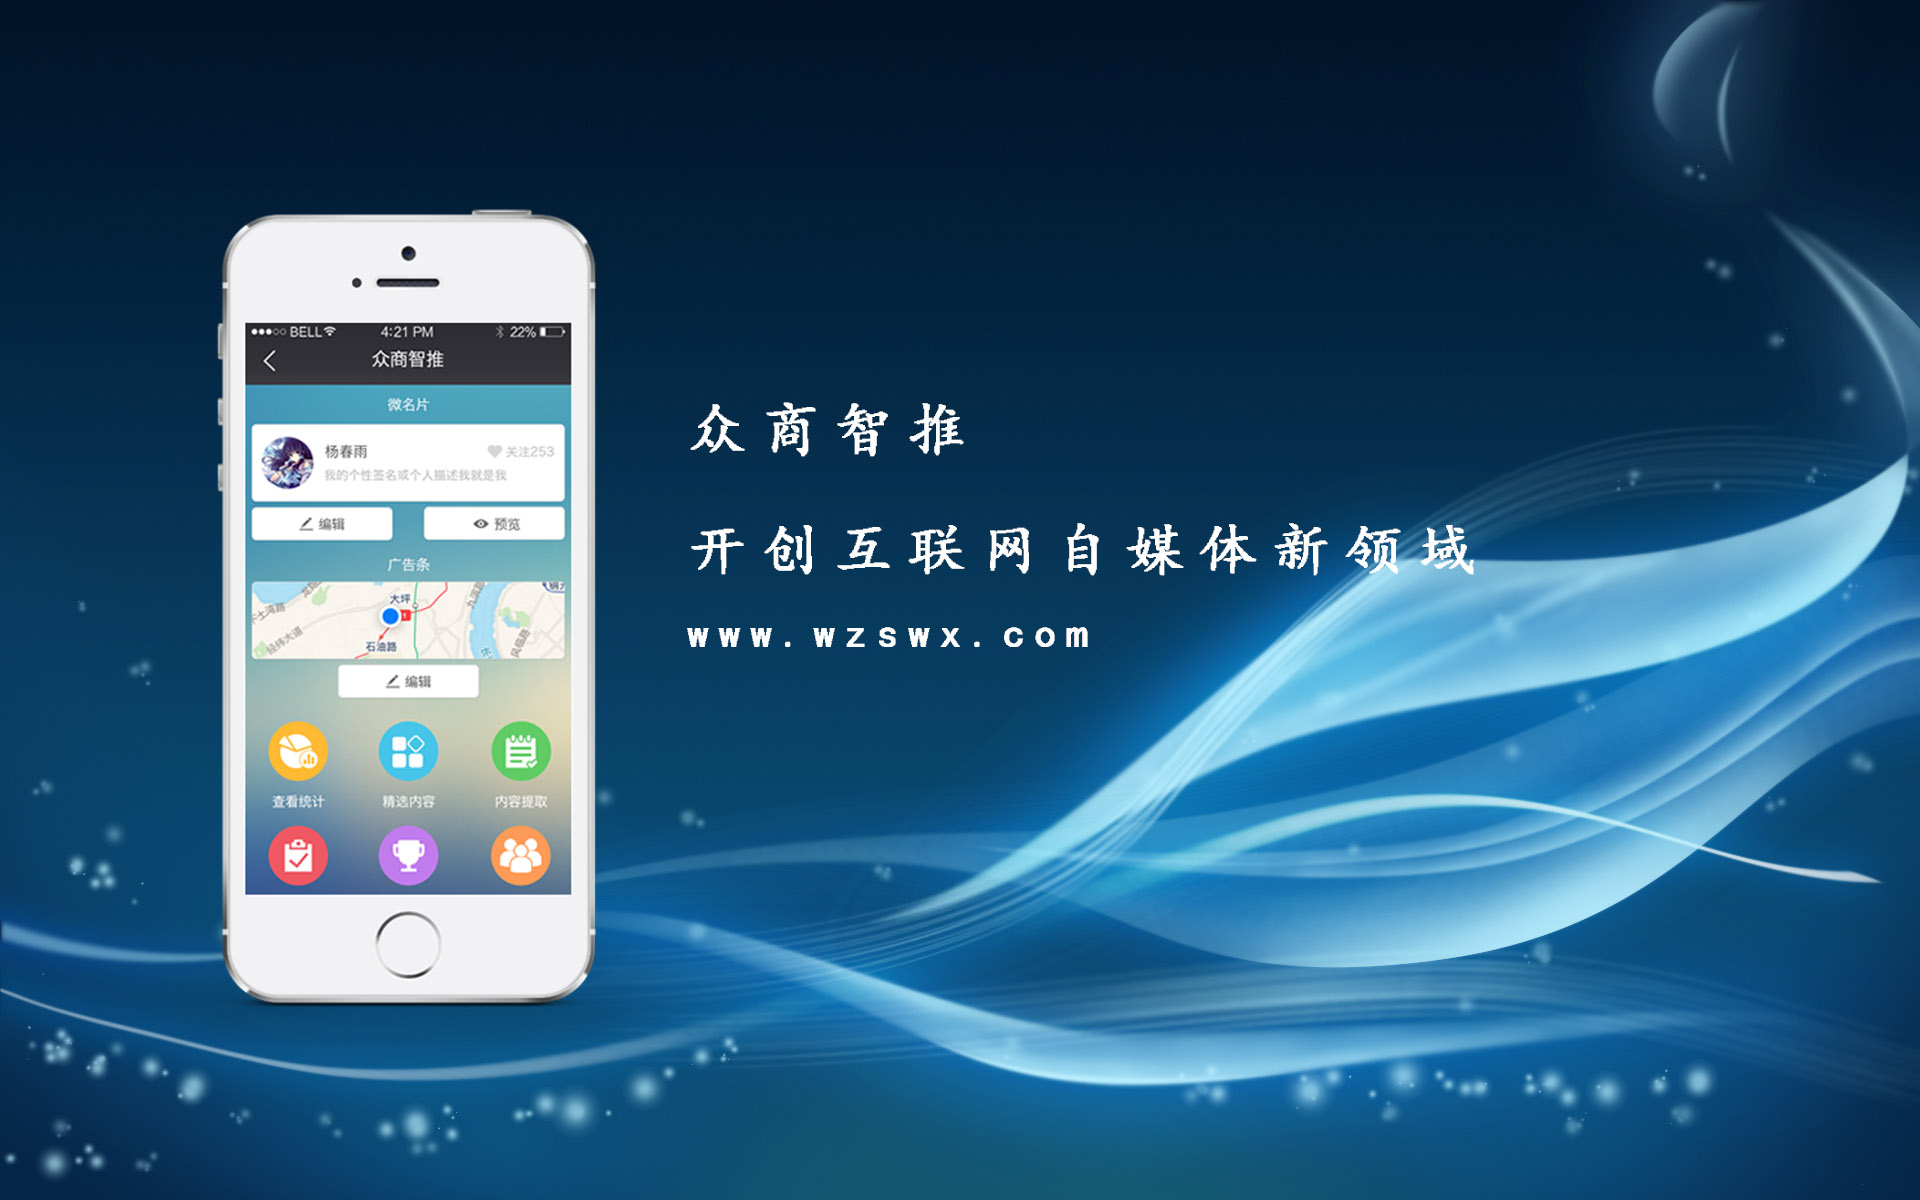 BELL 4:21 PM 22%
众商智推
微名片
杨春雨 关注253
我的个性签名或个人描述我就是我
编辑 预览
广告条
大坪
石油路
经纬大道
编辑
查看统计 精选内容 内容提取
众商智推
开创互联网自媒体新领域
www.wzswx.com